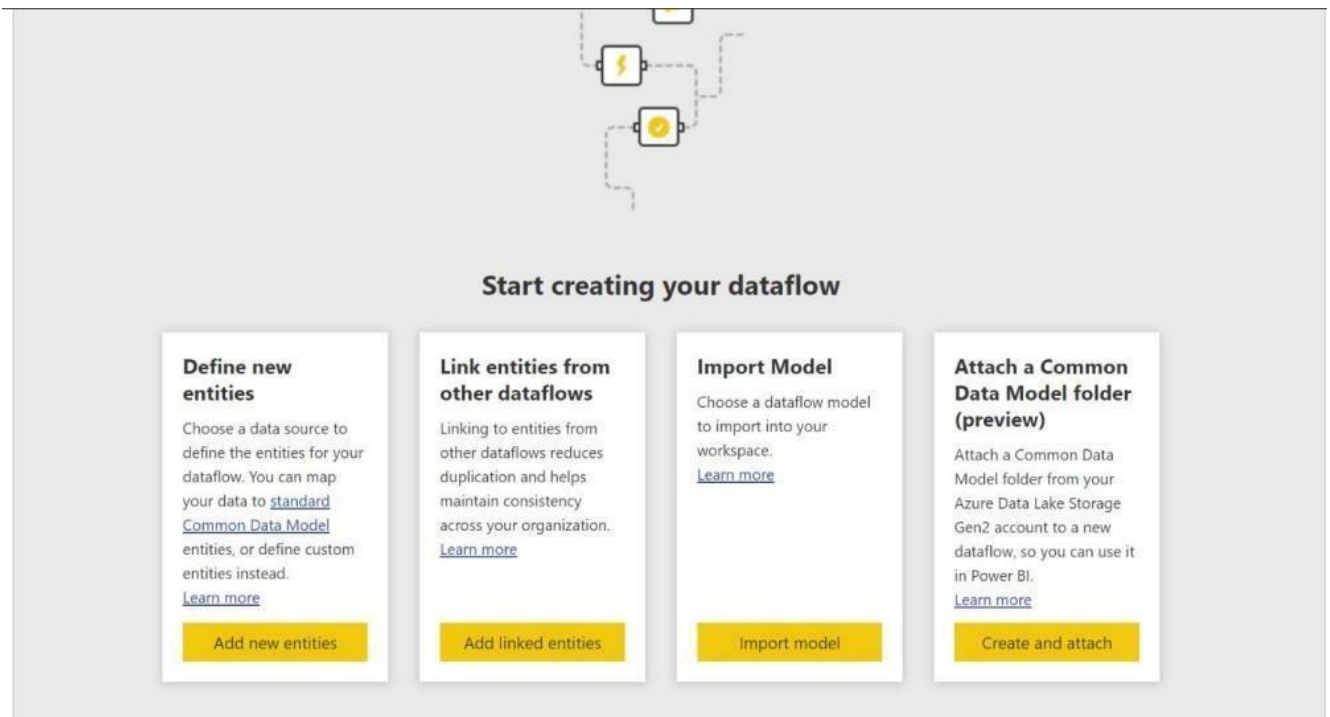 Start creating your dataflow
Define new
entities
Choose a data source to
define the entities for your
dataflow. You can map
your data to standard
Common Data Model
entities, or define custom
entities instead.
Learn more
Add new entities
Link entities from
other dataflows
Linking to entities from
other dataflows reduces
duplication and helps
maintain consistency
across your organization.
Learn more
Add linked entities
Import Model
Choose a dataflow model
to import into your
workspace.
Learn more
Import model
Attach a Common
Data Model folder
(preview)
Attach a Common Data
Model folder from your
Azure Data Lake Storage
Gen2 account to a new
dataflow, so you can use it
in Power BI.
Learn more
Create and attach